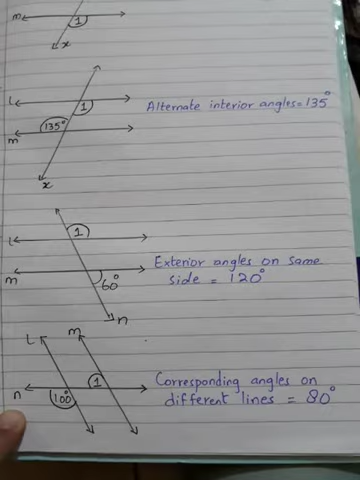 m
1
x
L
1
Alternate interior angles = 135°
135°
m
x
1
L
Exterior angles on same
m
60°
side = 120°
n
L
m
1
Corresponding angles on
n
100°
different lines = 80°